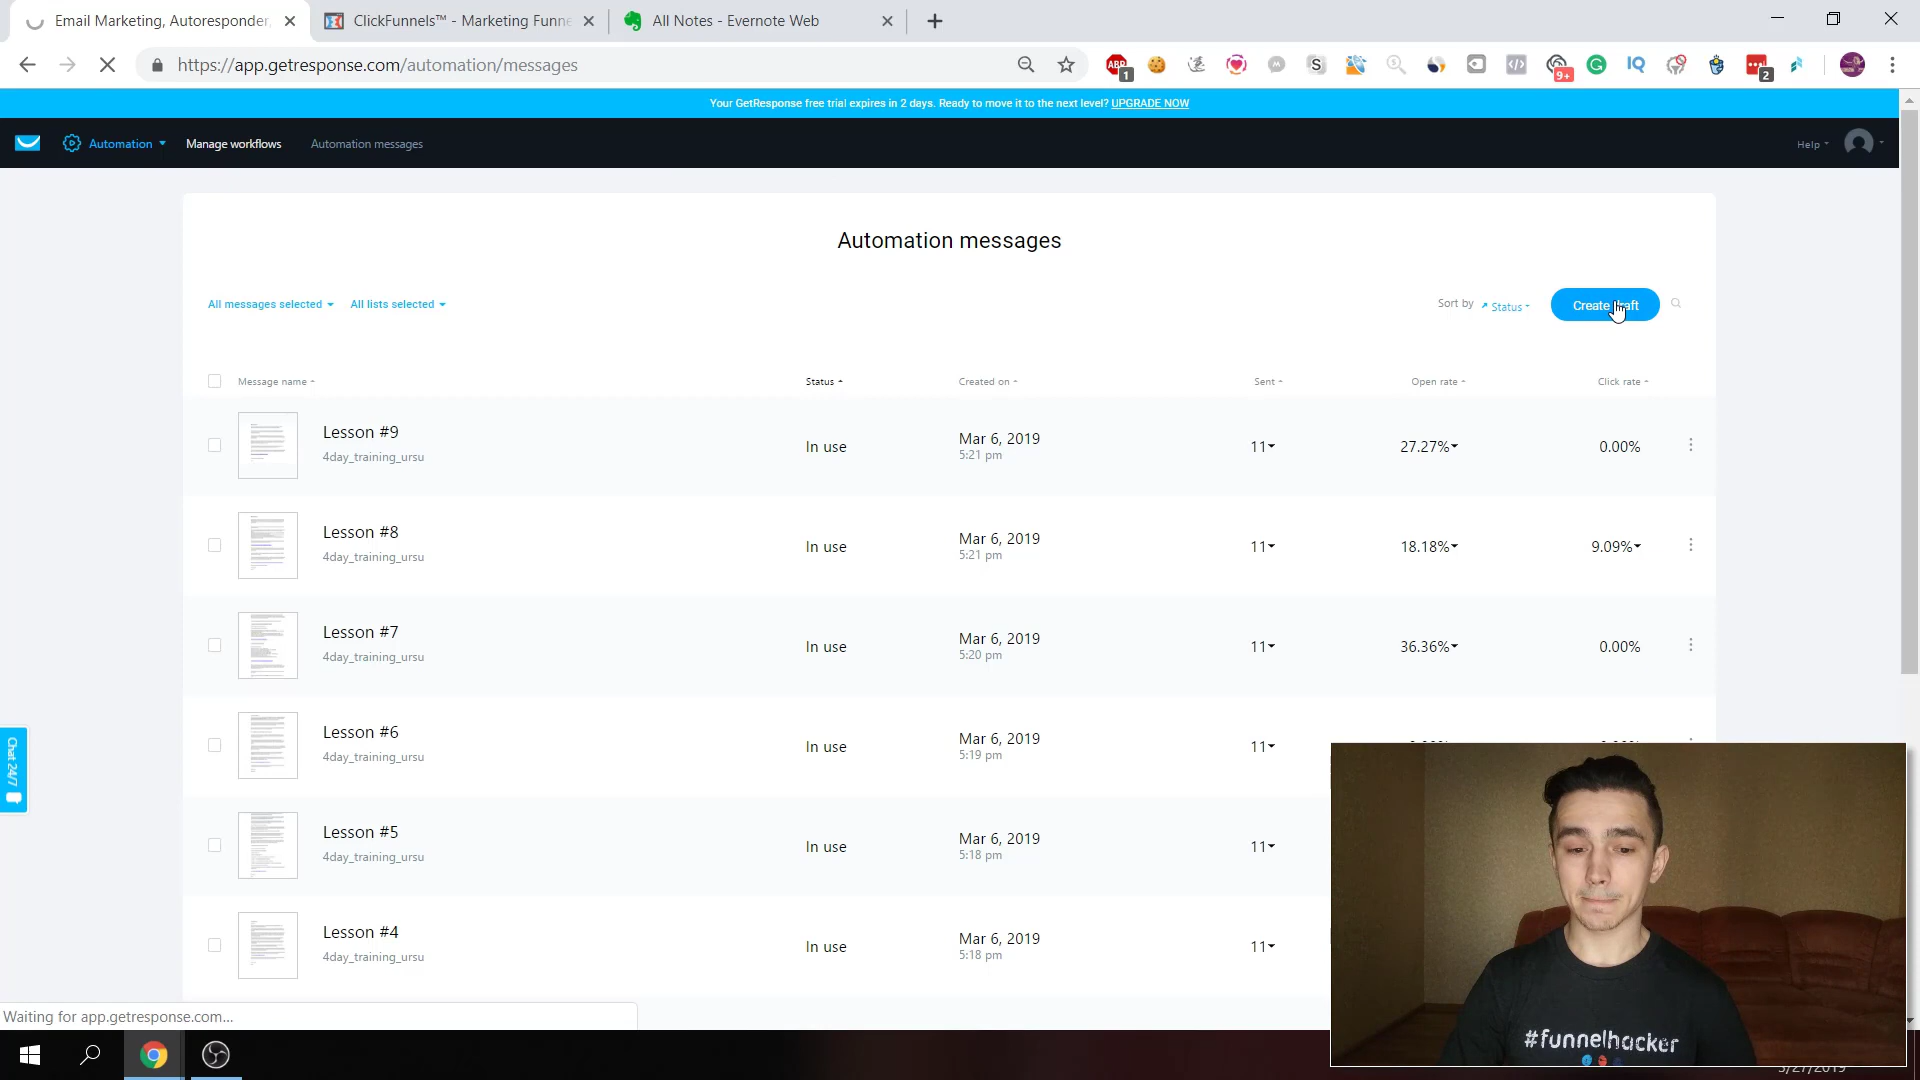 Email Marketing, Autoresponder,
ClickFunnels™ - Marketing Funne
All Notes - Evernote Web
https://app.getresponse.com/automation/messages
ABP
1
S
9+
IQ
2
Your GetResponse free trial expires in 2 days. Ready to move it to the next level? UPGRADE NOW
Automation
Manage workflows
Automation messages
Help
Automation messages
All messages selected
All lists selected
Sort by
Status
Create
Message name
Status
Created on
Sent
Open rate
Click rate
Lesson #9
4day_training_ursu
In use
Mar 6, 2019
5:21 pm
11
27.27%
0.00%
Lesson #8
4day_training_ursu
In use
Mar 6, 2019
5:21 pm
11
18.18%
9.09%
Lesson #7
4day_training_ursu
In use
Mar 6, 2019
5:20 pm
11
36.36%
0.00%
Lesson #6
4day_training_ursu
In use
Mar 6, 2019
5:19 pm
11
Lesson #5
4day_training_ursu
In use
Mar 6, 2019
5:18 pm
11
Lesson #4
4day_training_ursu
In use
Mar 6, 2019
5:18 pm
11
Chat 24/7
Waiting for app.getresponse.com...
#funnelhacker